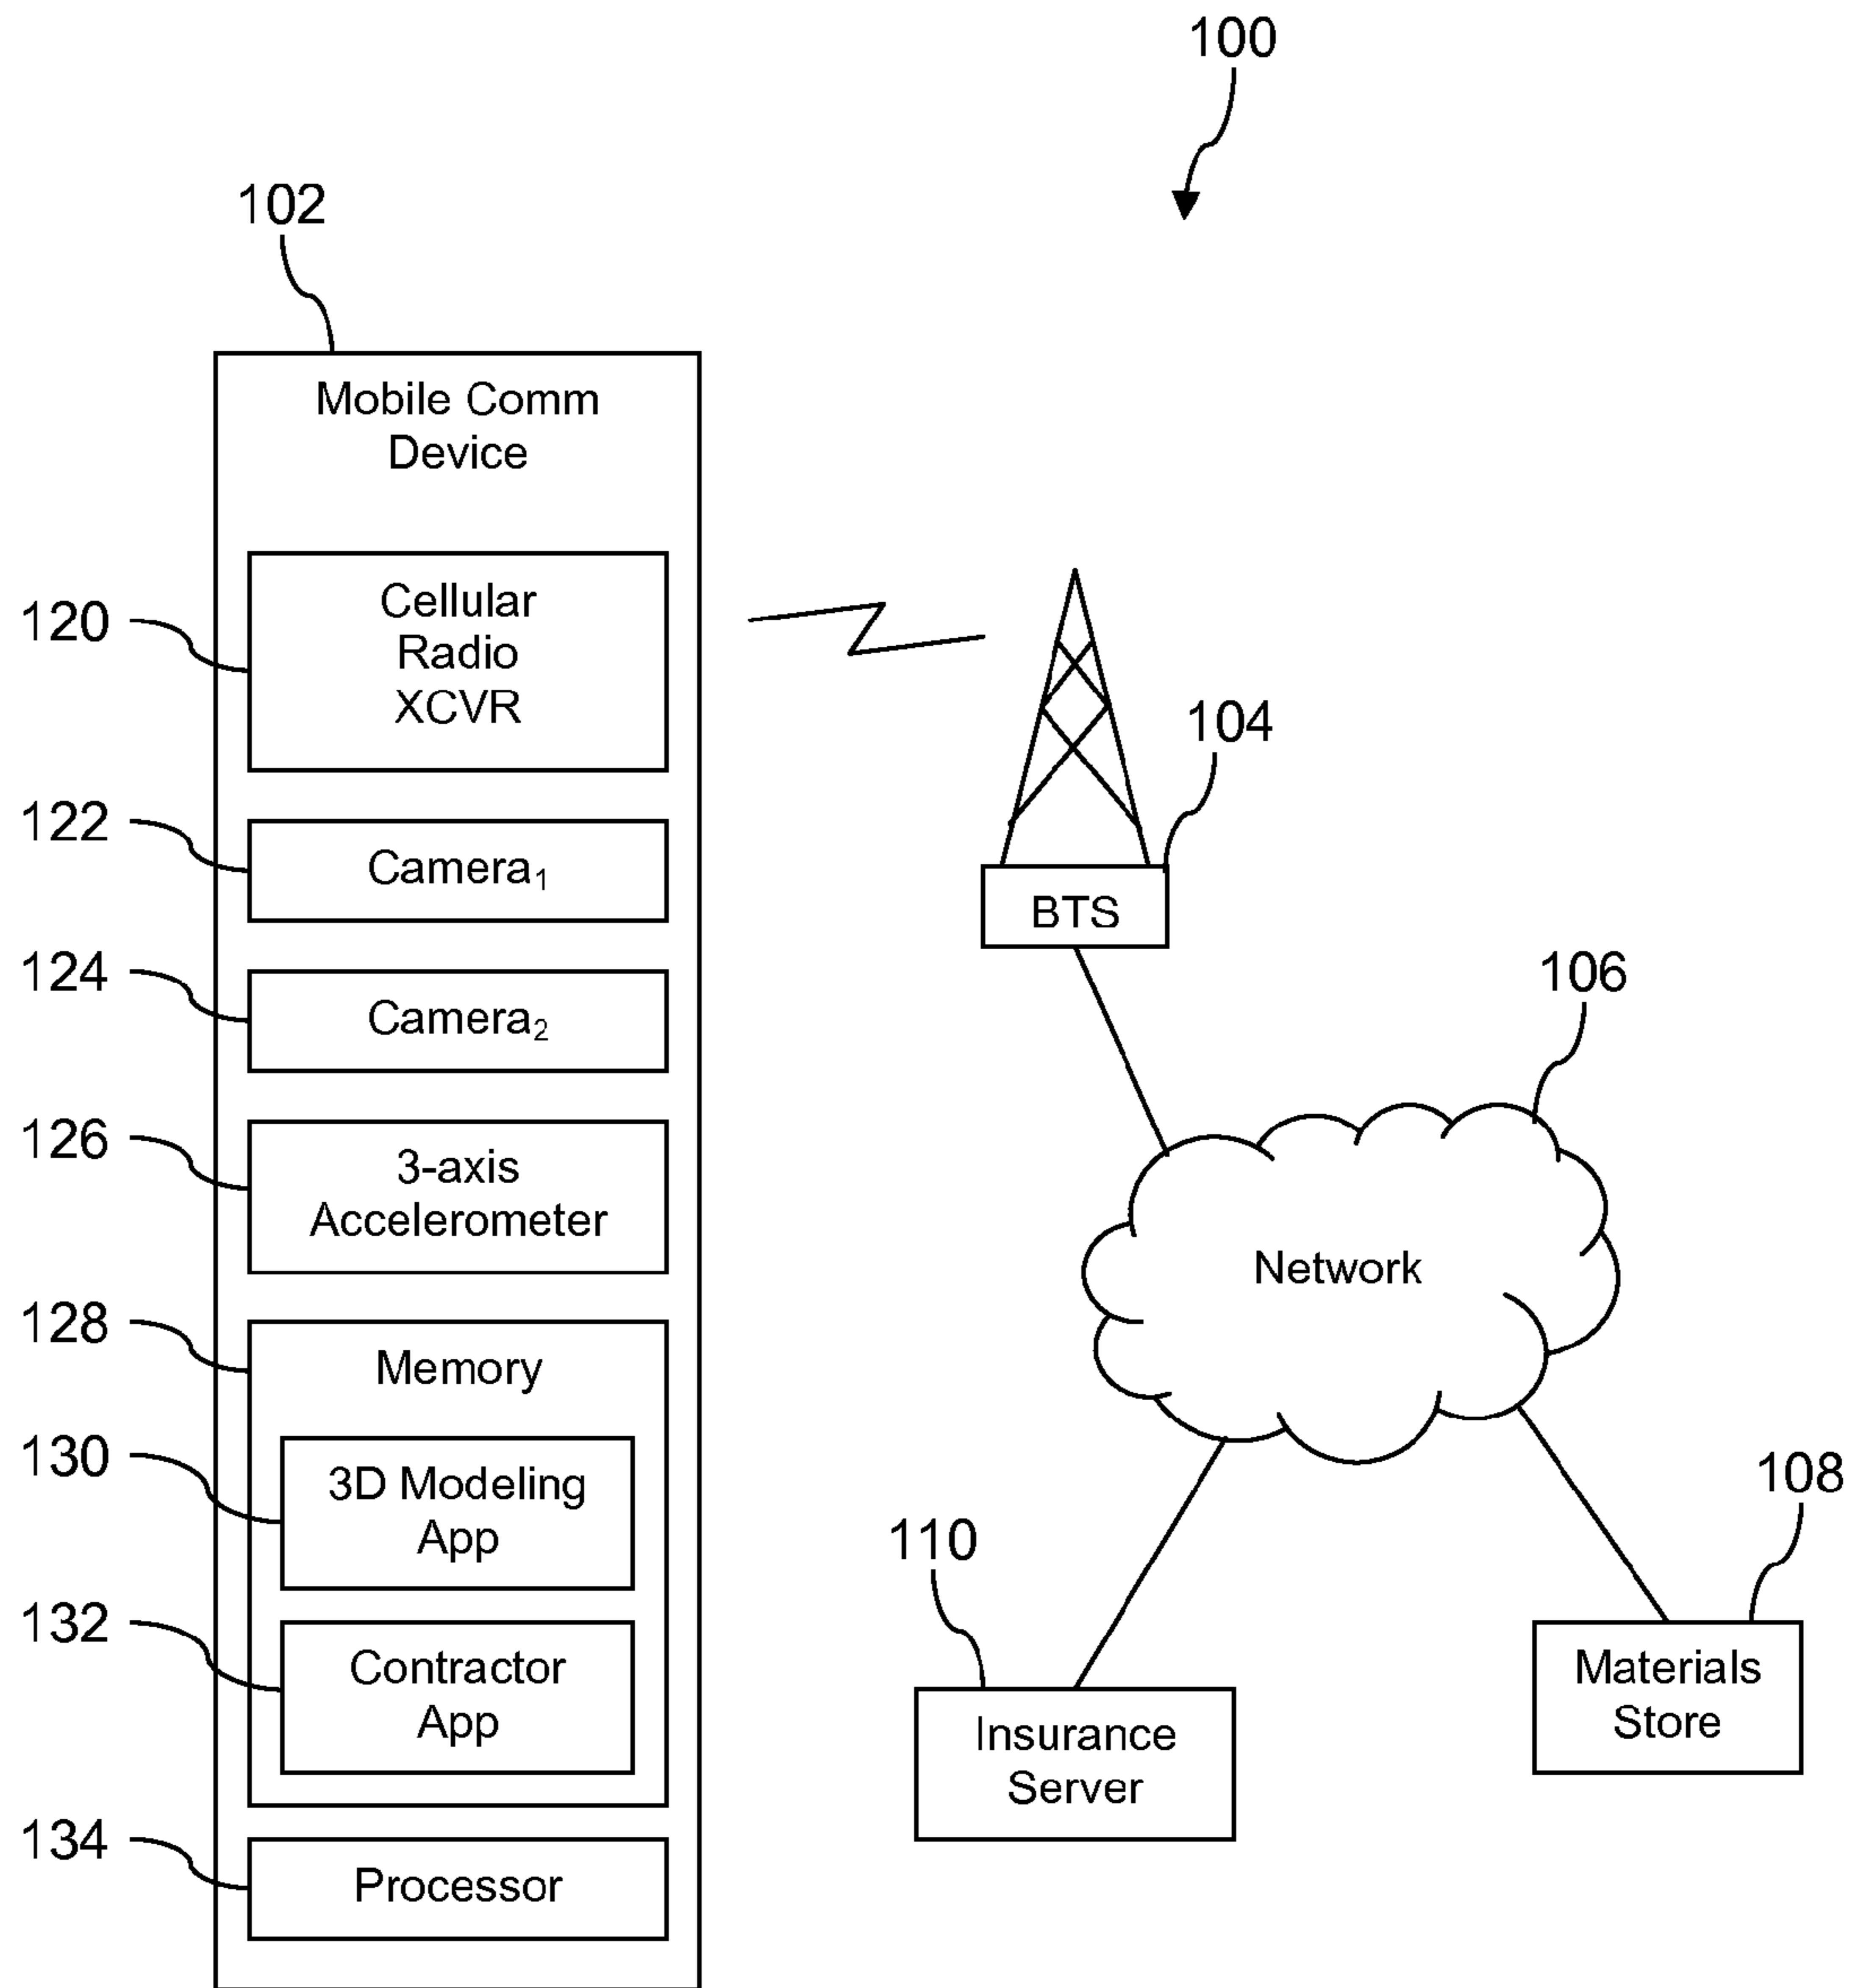 100
102
Mobile Comm
Device
120
Cellular
Radio
XCVR
104
122
Camera₁
BTS
124
Camera₂
106
126
3-axis
Accelerometer
Network
128
Memory
130
3D Modeling
App
108
110
132
Contractor
App
Materials
Store
Insurance
Server
134
Processor